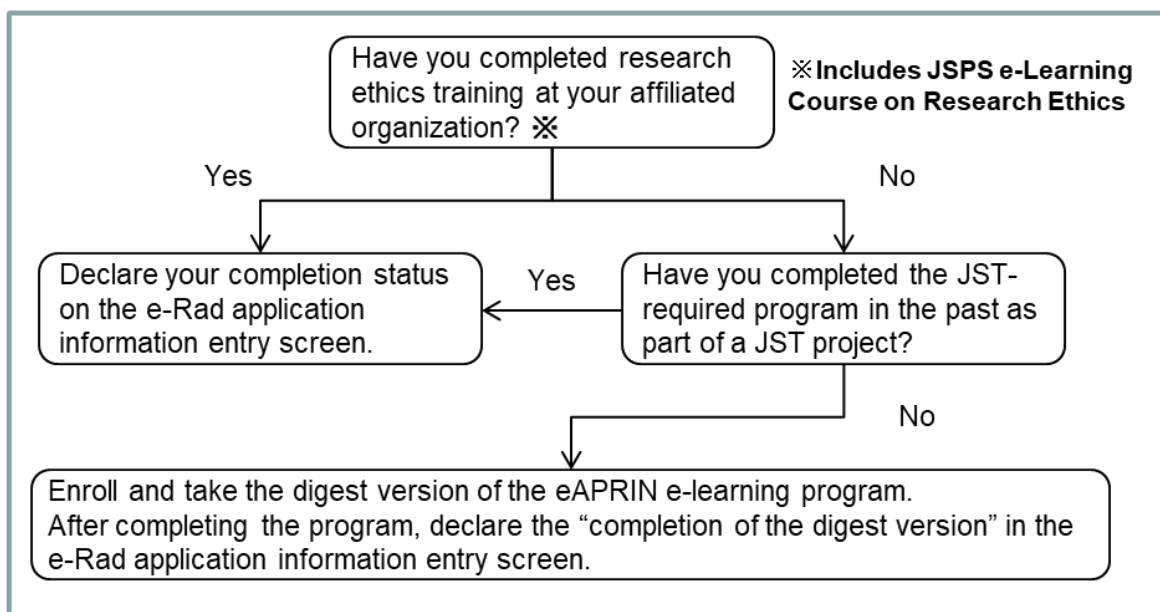 Have you completed research
ethics training at your affiliated
organization? ※
※Includes JSPS e-Learning
Course on Research Ethics
Yes
No
Declare your completion status
on the e-Rad application
information entry screen.
Yes
Have you completed the JST-
required program in the past as
part of a JST project?
No
Enroll and take the digest version of the eAPRIN e-learning program.
After completing the program, declare the “completion of the digest version” in the
e-Rad application information entry screen.